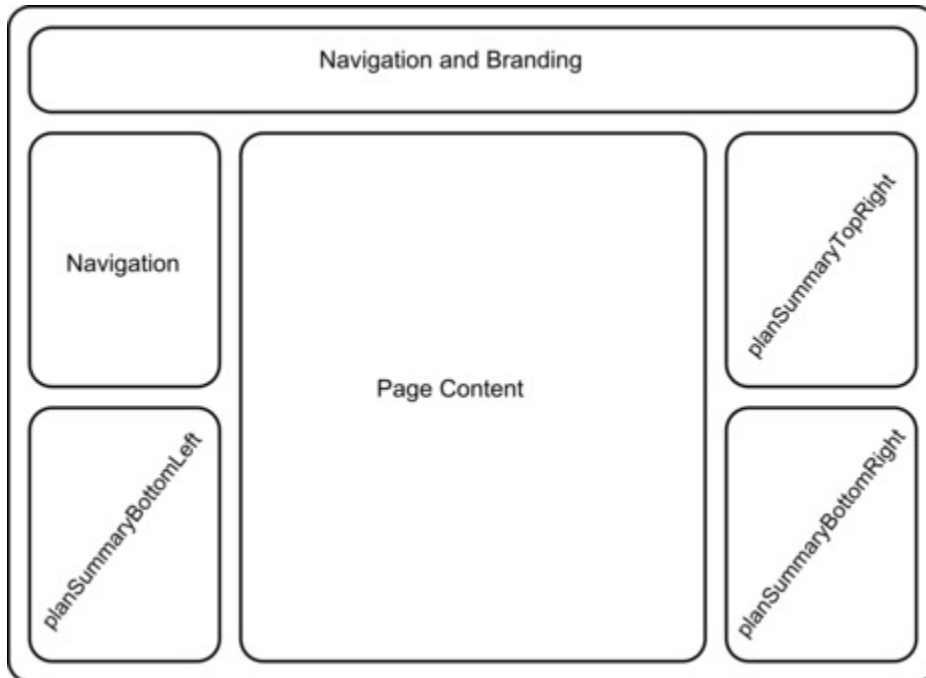 Navigation and Branding
Navigation
planSummaryTopRight
Page Content
planSummaryBottomLeft
planSummaryBottomRight